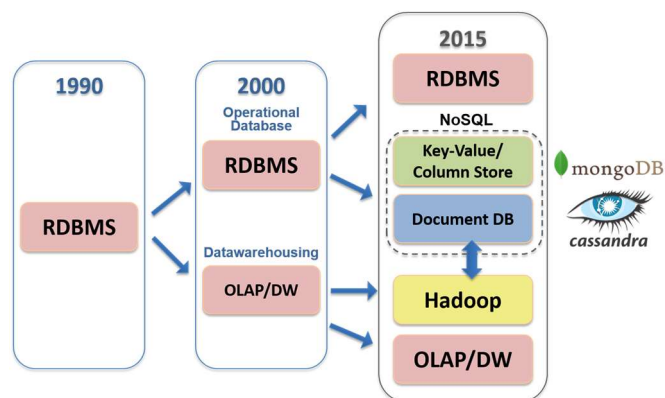 1990
RDBMS
2000
Operational
Database
RDBMS
Datawarehousing
OLAP/DW
2015
RDBMS
NoSQL
Key-Value/
Column Store
Document DB
Hadoop
OLAP/DW
mongoDB
cassandra